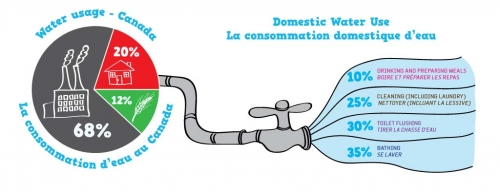 Water usage - Canada
20%
12%
68%
La consommation d'eau au Canada
Domestic Water Use
La consommation domestique d'eau
10% DRINKING AND PREPARING MEALS
BOIRE ET PRÉPARER LES REPAS
25% CLEANING (INCLUDING LAUNDRY)
NETTOYER (INCLUANT LA LESSIVE)
30% TOILET FLUSHING
TIRER LA CHASSE D'EAU
35% BATHING
SE LAVER